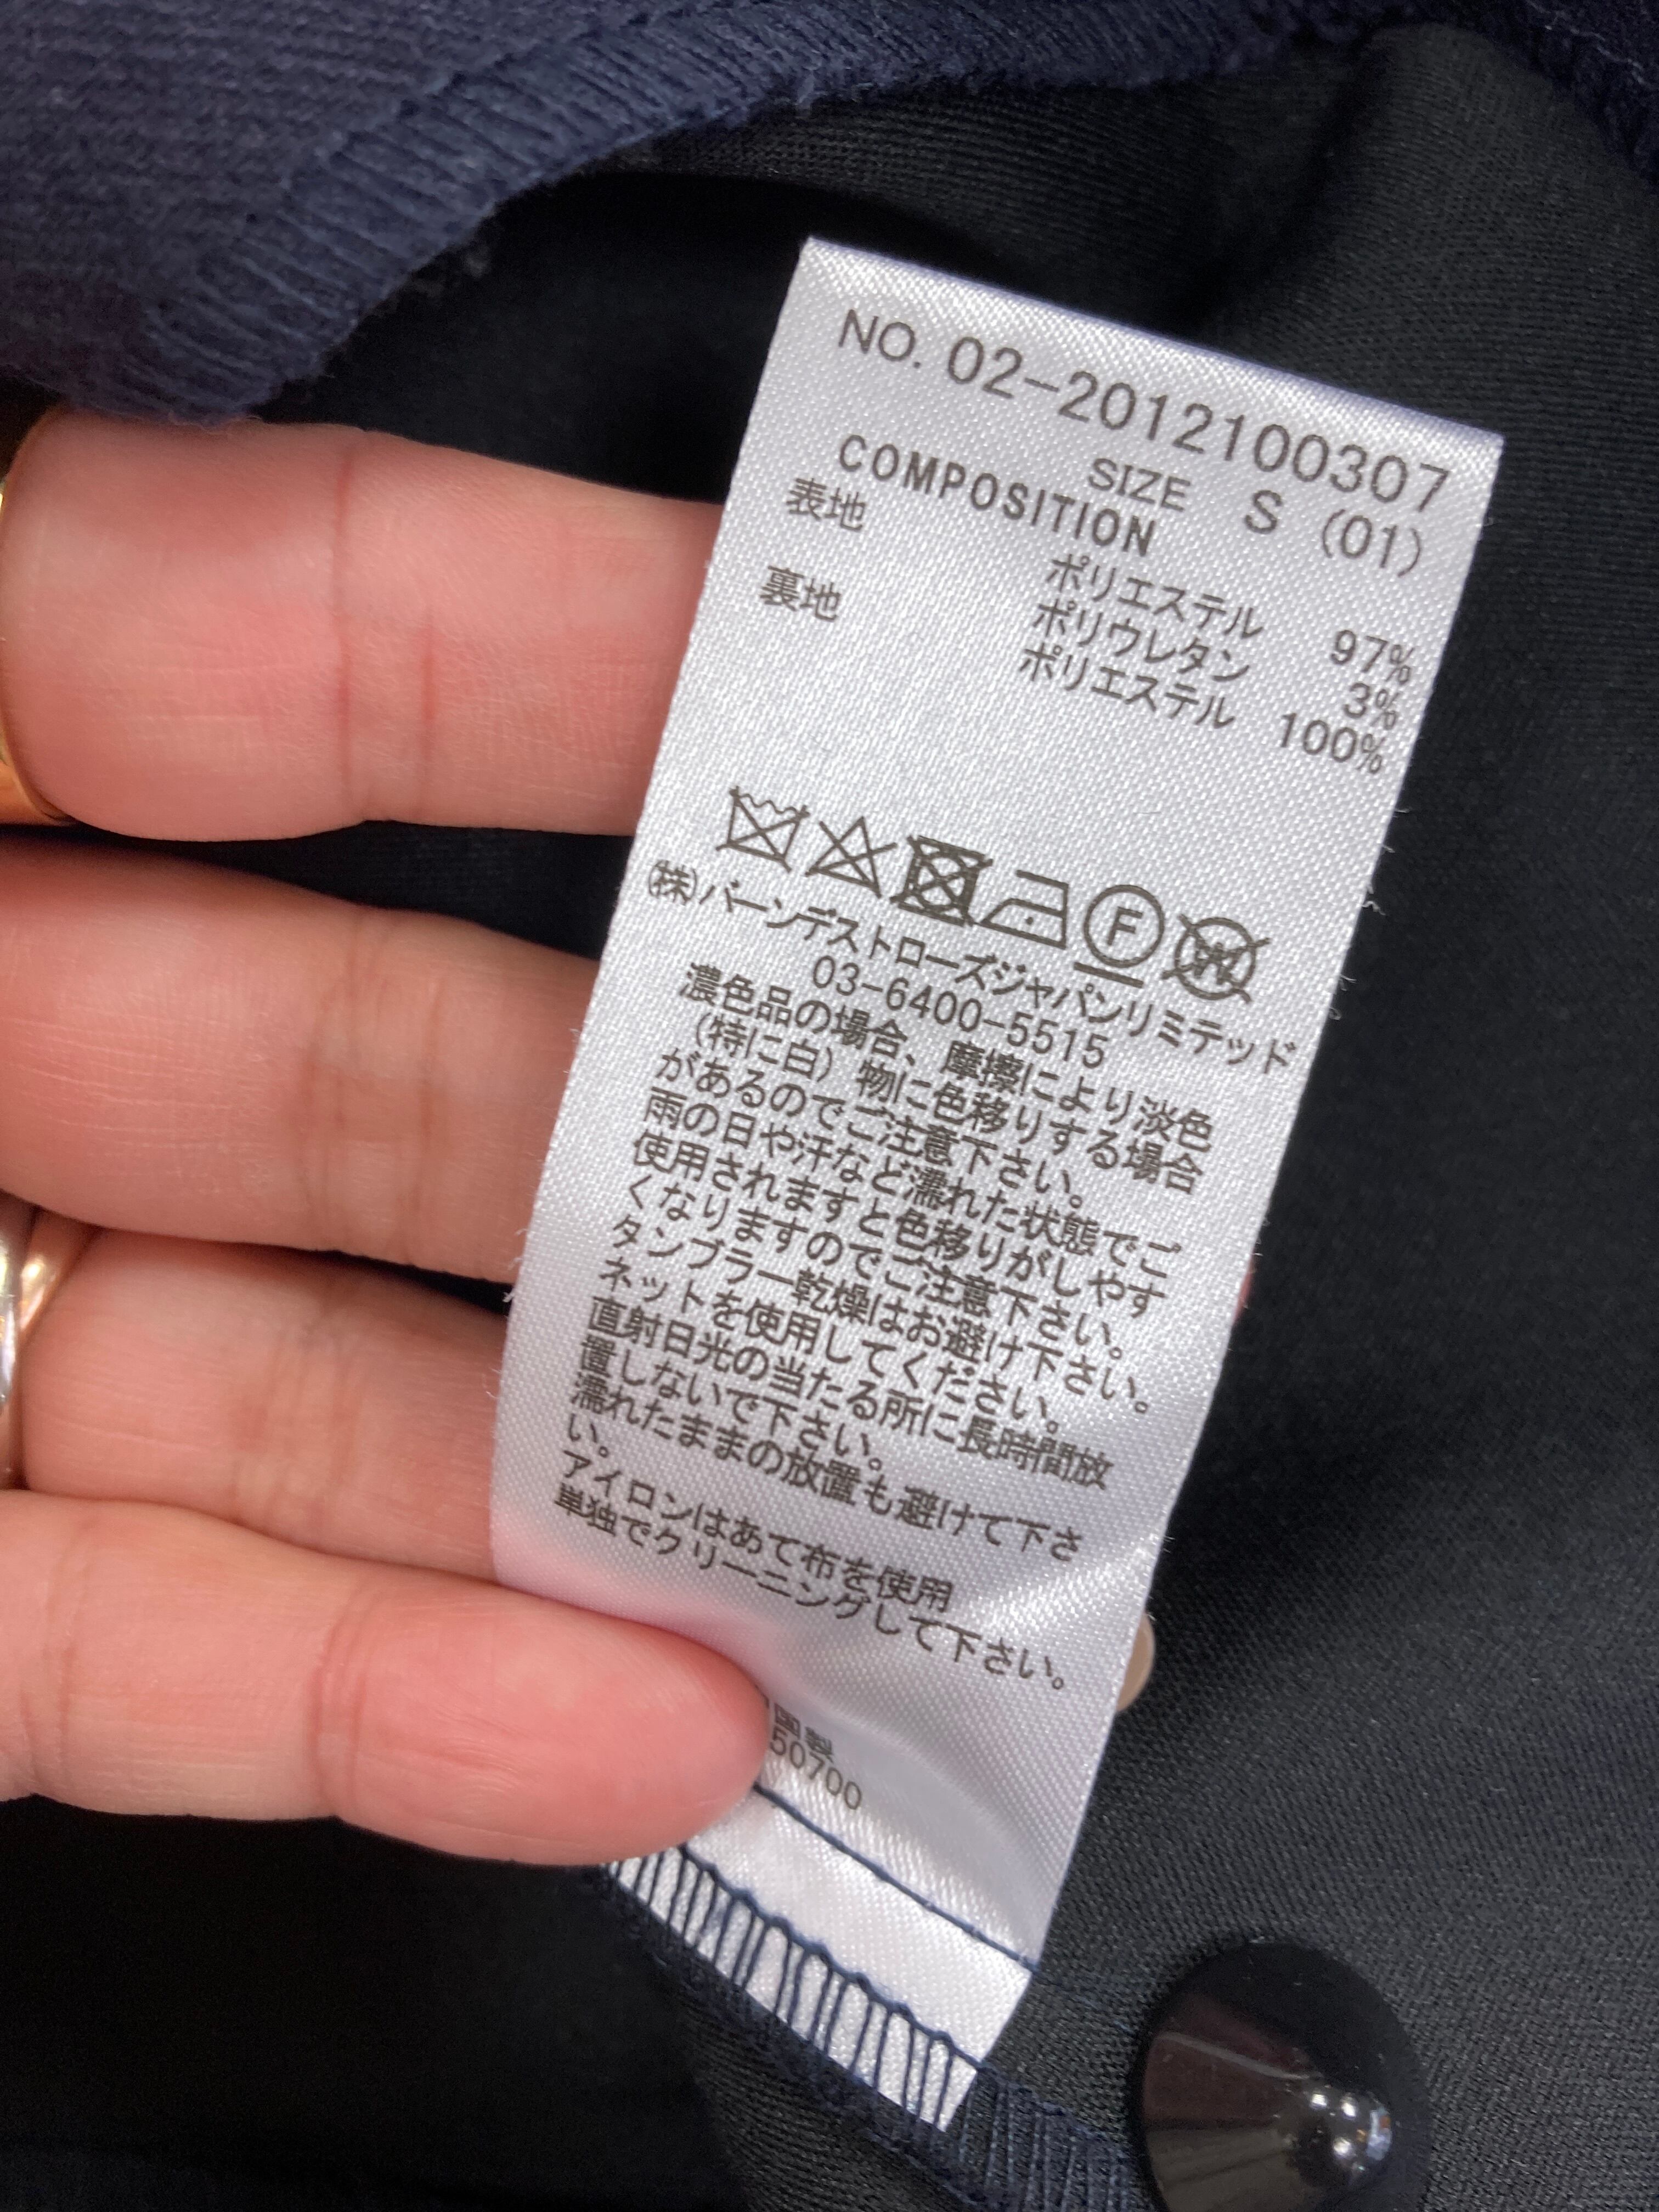 NO. 02-2012100307
SIZE S (01)
COMPOSITION
表地 ポリエステル 97%
ポリウレタン 3%
裏地 ポリエステル 100%
F W
(株)バーンデストローズジャパンリミテッド
03-6400-5515
濃色品の場合、摩擦により淡色
(特に白)物に色移りする場合
があるのでご注意下さい。
雨の日や汗など濡れた状態でご
使用されますと色移りがしやす
くなりますのでご注意下さい。
タンブラー乾燥はお避け下さい。
ネットを使用してください。
直射日光の当たる所に長時間放
置しないで下さい。
濡れたままの放置も避けて下さ
い。
アイロンはあて布を使用
単独でクリーニングして下さい。
国製
50700